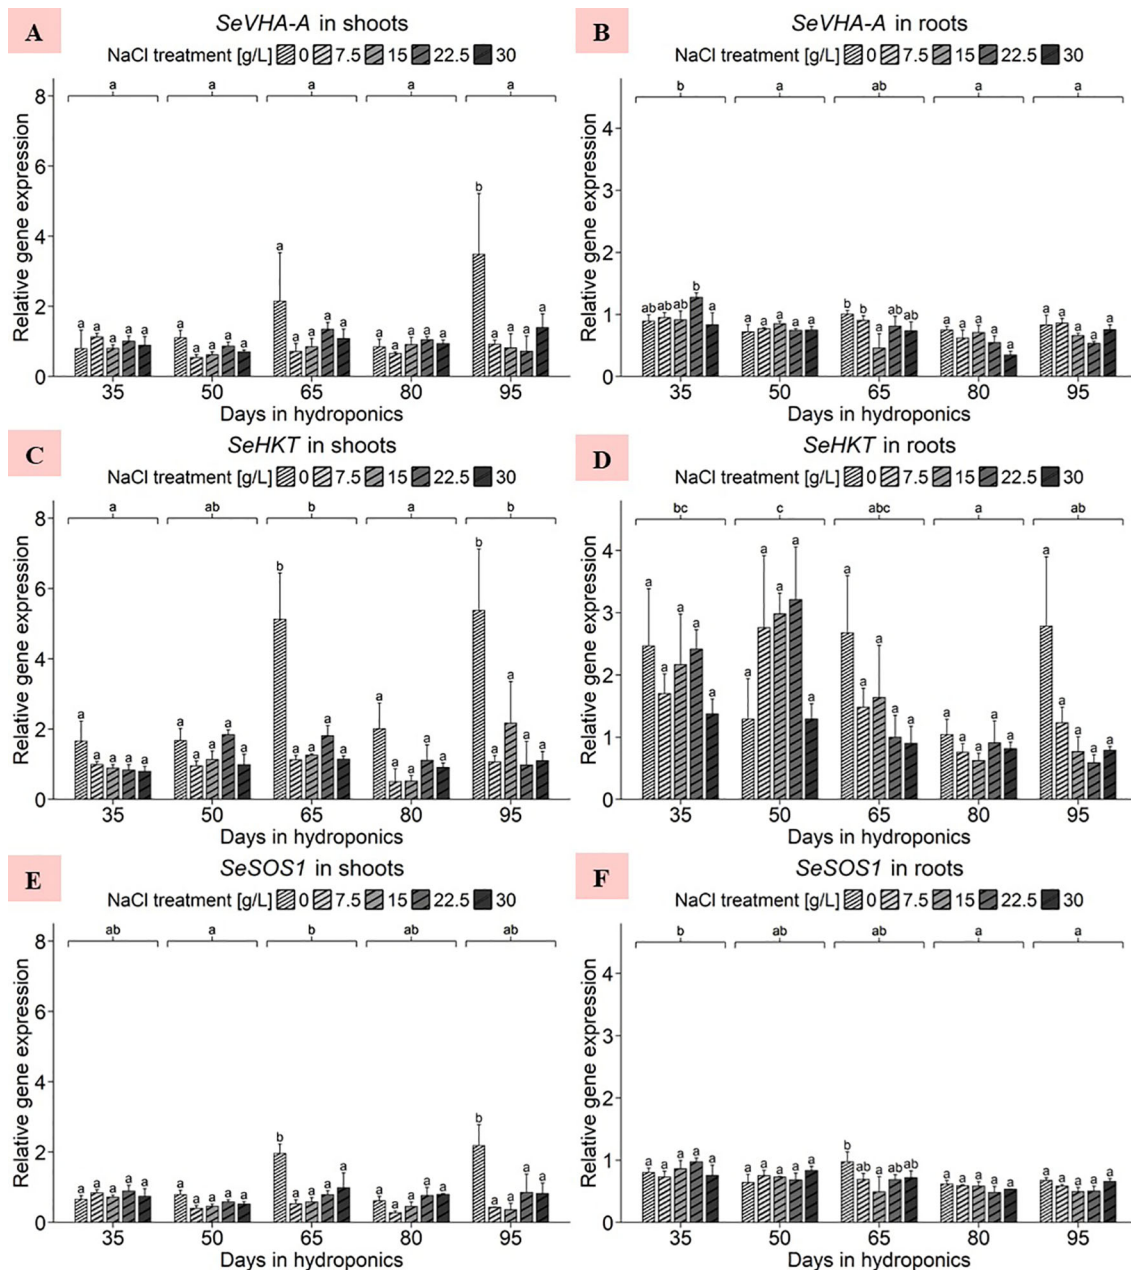 A
SeVHA-A in shoots
NaCl treatment [g/L] 0 7.5 15 22.5 30
a a a a a
Relative gene expression
8
6
4
2
0
a a a a a
a a a a a
a a a a a
a a a a a
b a a a a
35 50 65 80 95
Days in hydroponics
B
SeVHA-A in roots
NaCl treatment [g/L] 0 7.5 15 22.5 30
b a ab a a
Relative gene expression
4
3
2
1
0
ab ab ab b a
a a a a a
b b a ab ab
a a a a a
a a a a a
35 50 65 80 95
Days in hydroponics
C
SeHKT in shoots
NaCl treatment [g/L] 0 7.5 15 22.5 30
a ab b a b
Relative gene expression
8
6
4
2
0
a a a a a
a a a a a
b a a a a
a a a a a
b a a a a
35 50 65 80 95
Days in hydroponics
D
SeHKT in roots
NaCl treatment [g/L] 0 7.5 15 22.5 30
bc c abc a ab
Relative gene expression
4
3
2
1
0
a a a a a
a a a a a
a a a a a
a a a a a
a a a a a
35 50 65 80 95
Days in hydroponics
E
SeSOS1 in shoots
NaCl treatment [g/L] 0 7.5 15 22.5 30
ab a b ab ab
Relative gene expression
8
6
4
2
0
a a a a a
a a a a a
b a a a a
a a a a a
b a a a a
35 50 65 80 95
Days in hydroponics
F
SeSOS1 in roots
NaCl treatment [g/L] 0 7.5 15 22.5 30
b ab ab a a
Relative gene expression
4
3
2
1
0
a a a a a
a a a a a
b ab a ab ab
a a a a a
a a a a a
35 50 65 80 95
Days in hydroponics